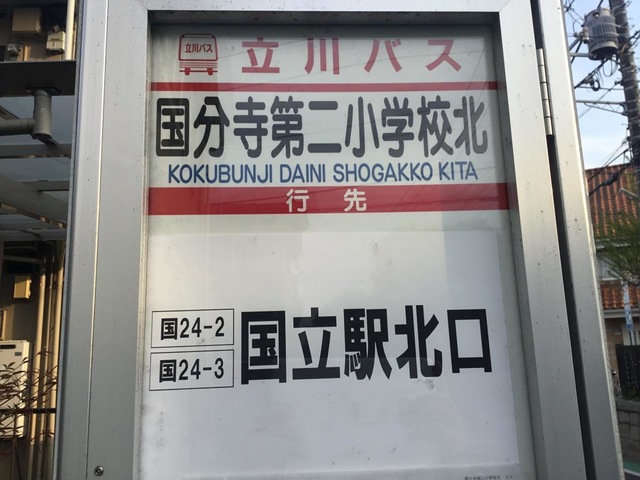 立川バス
立川バス
国分寺第二小学校北
KOKUBUNJI DAINI SHOGAKKO KITA
行先
国24-2
国24-3
国立駅北口